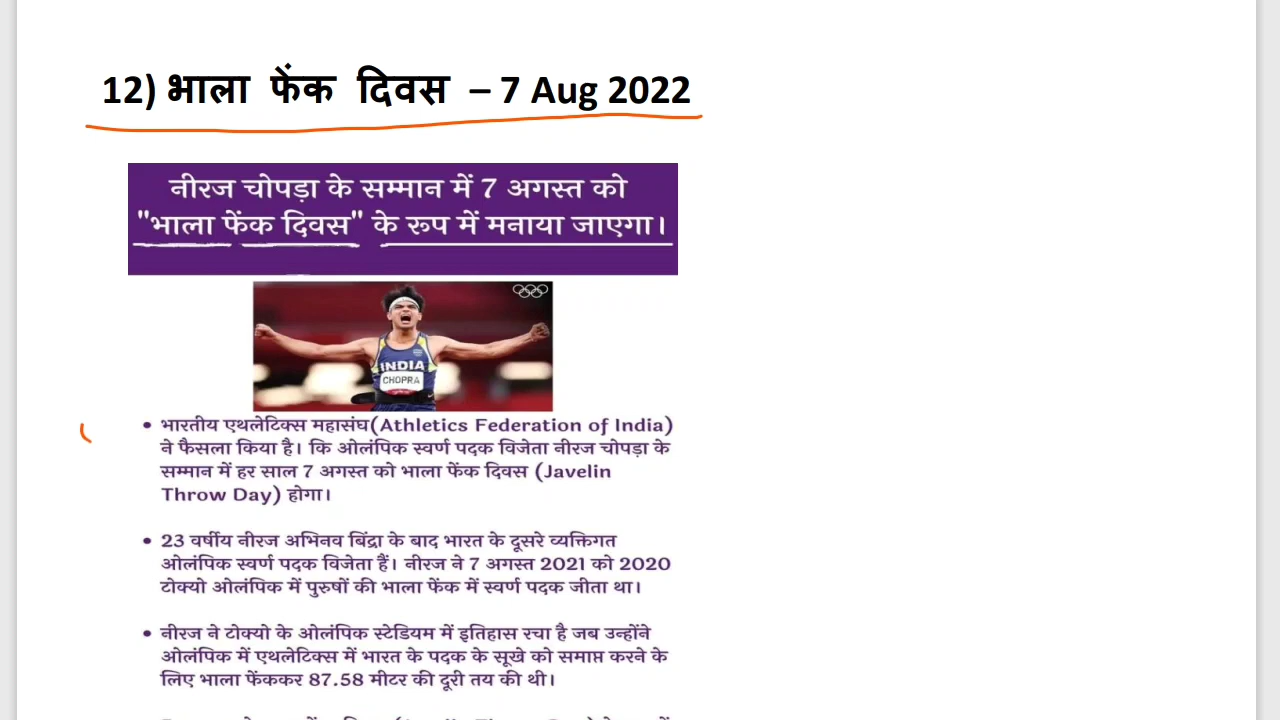 12) भाला फेंक दिवस – 7 Aug 2022
नीरज चोपड़ा के सम्मान में 7 अगस्त को
"भाला फेंक दिवस" के रूप में मनाया जाएगा।
INDIA
CHOPRA
• भारतीय एथलेटिक्स महासंघ(Athletics Federation of India)
ने फैसला किया है। कि ओलंपिक स्वर्ण पदक विजेता नीरज चोपड़ा के
सम्मान में हर साल 7 अगस्त को भाला फेंक दिवस (Javelin
Throw Day) होगा।
• 23 वर्षीय नीरज अभिनव बिंद्रा के बाद भारत के दूसरे व्यक्तिगत
ओलंपिक स्वर्ण पदक विजेता हैं। नीरज ने 7 अगस्त 2021 को 2020
टोक्यो ओलंपिक में पुरुषों की भाला फेंक में स्वर्ण पदक जीता था।
• नीरज ने टोक्यो के ओलंपिक स्टेडियम में इतिहास रचा है जब उन्होंने
ओलंपिक में एथलेटिक्स में भारत के पदक के सूखे को समाप्त करने के
लिए भाला फेंककर 87.58 मीटर की दूरी तय की थी।